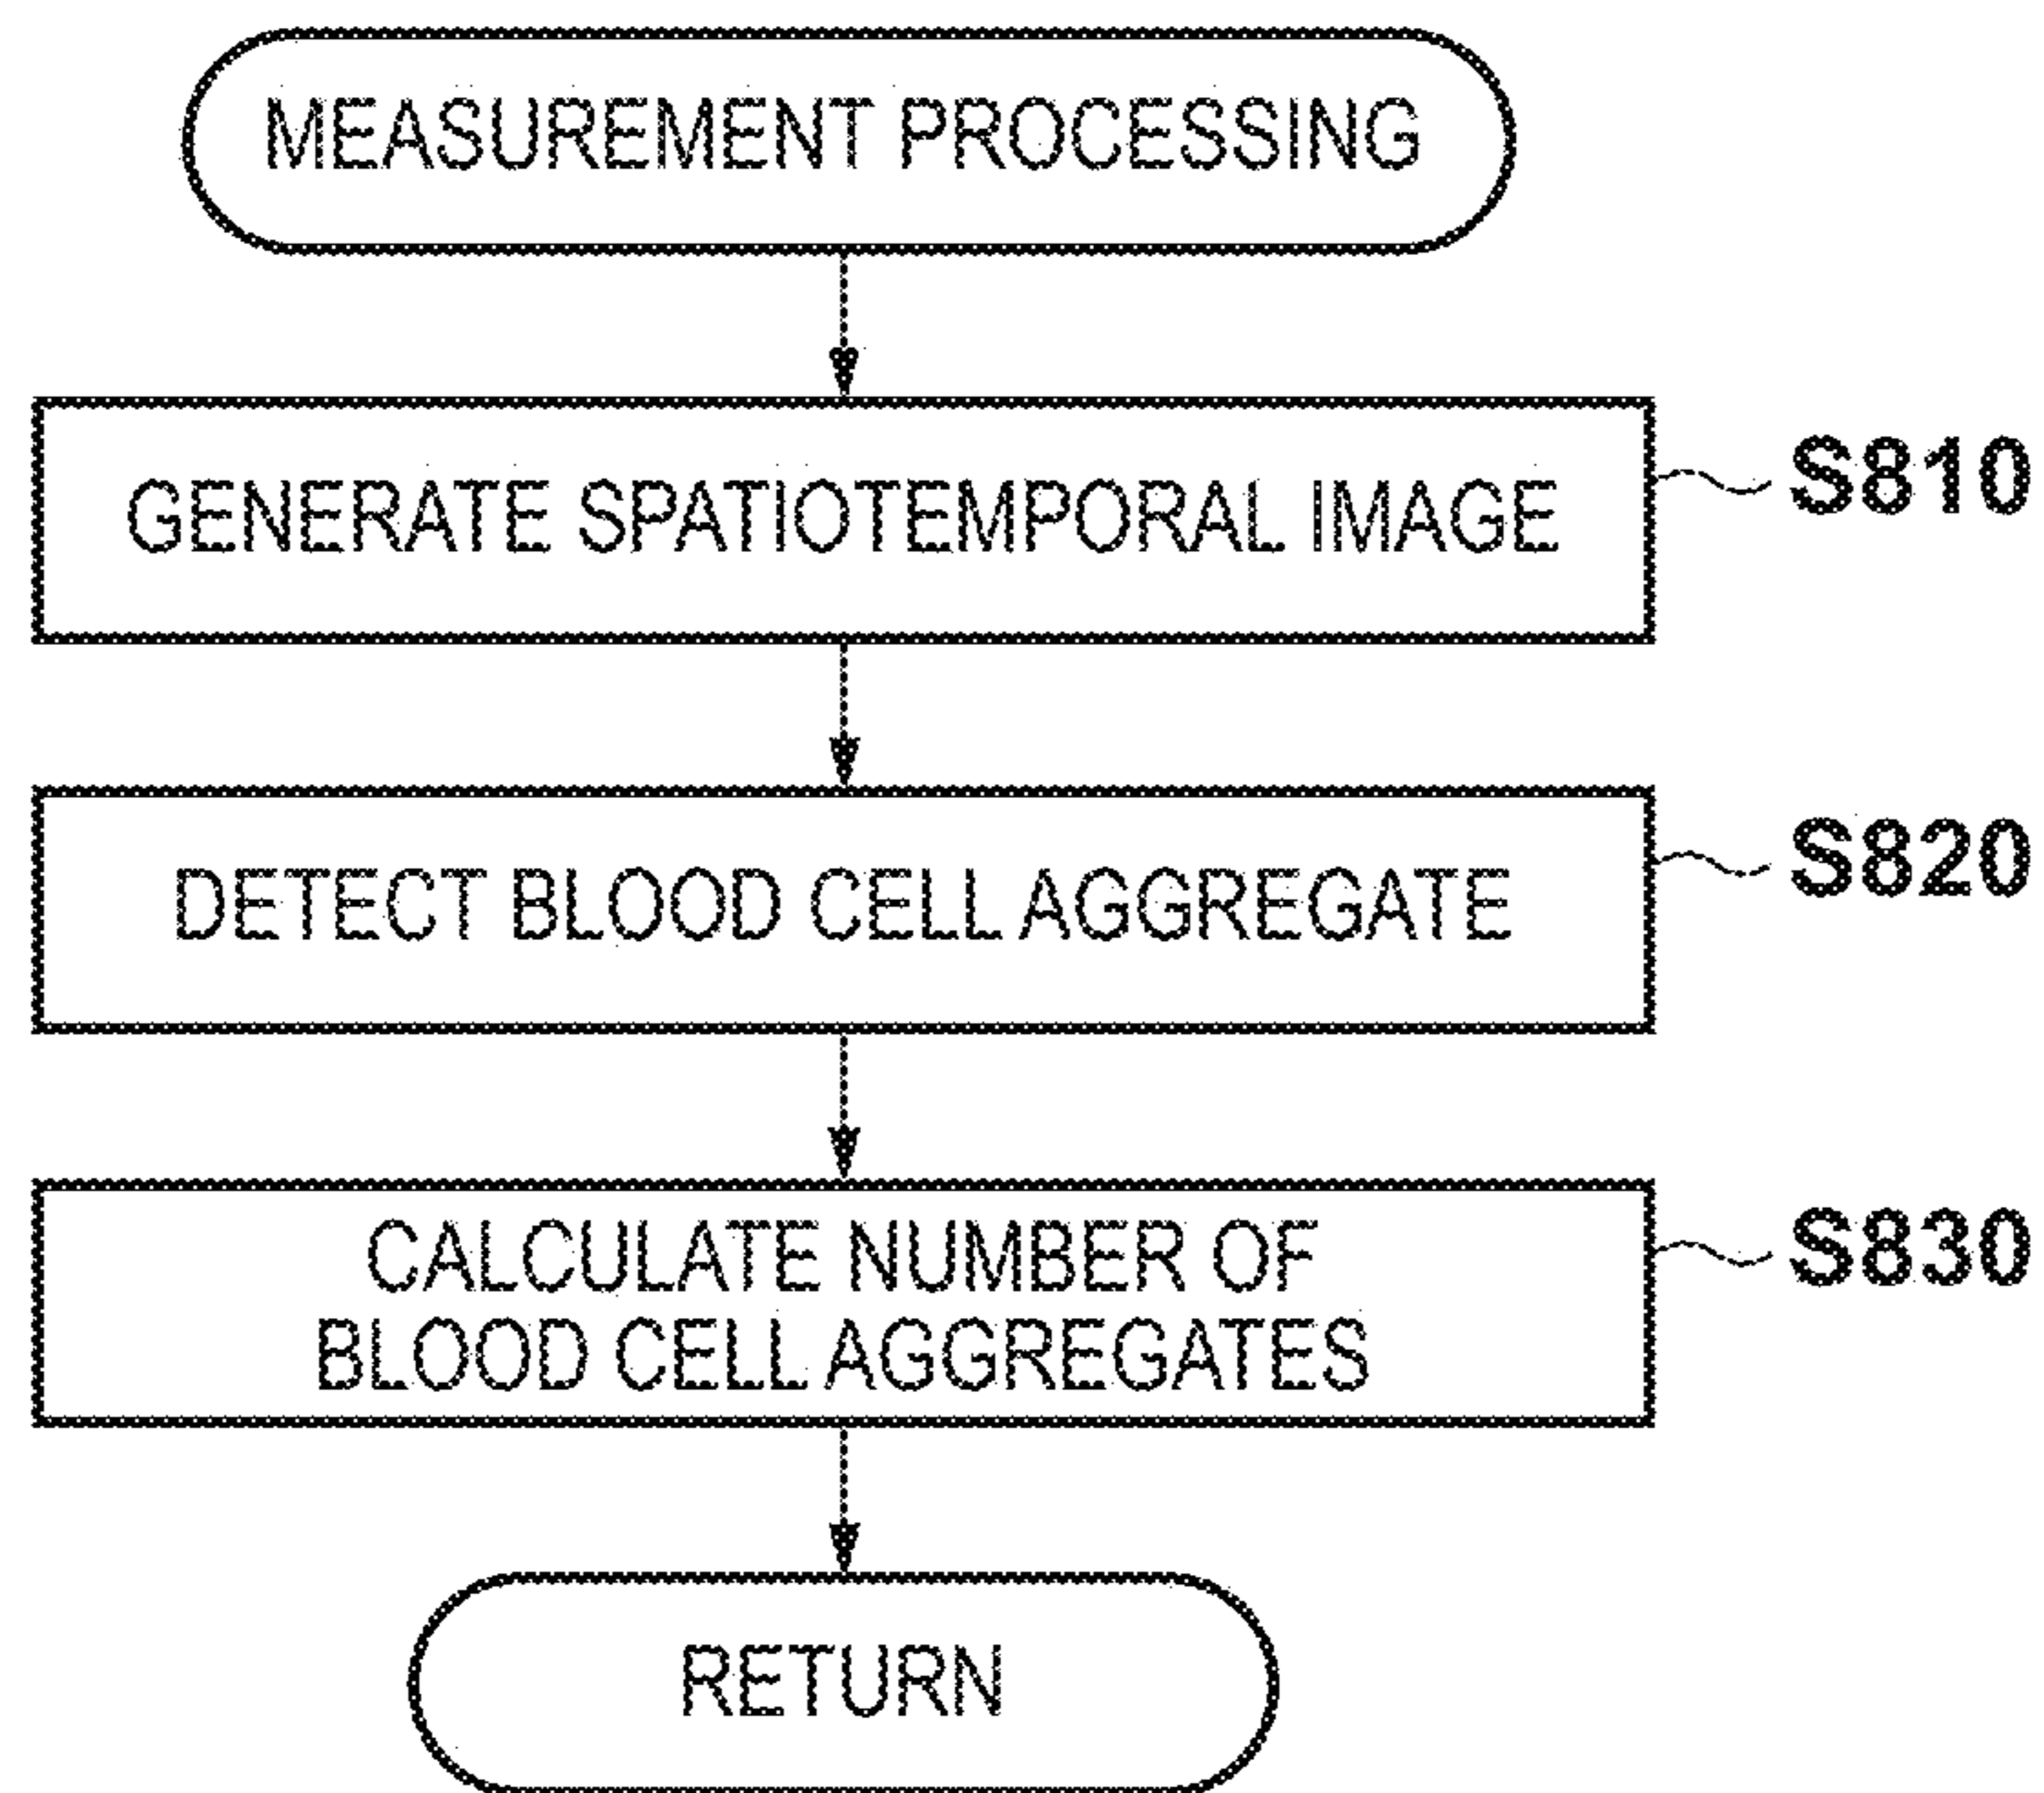 MEASUREMENT PROCESSING
GENERATE SPATIOTEMPORAL IMAGE
S810
DETECT BLOOD CELL AGGREGATE
S820
CALCULATE NUMBER OF
BLOOD CELL AGGREGATES
S830
RETURN